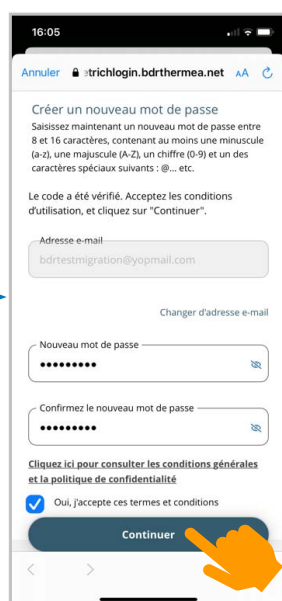 16:05
Annuler trichlogin.bdrthermea.net AA
Créer un nouveau mot de passe
Saisissez maintenant un nouveau mot de passe entre
8 et 16 caractères, contenant au moins une minuscule
(a-z), une majuscule (A-Z), un chiffre (0-9) et un des
caractères spéciaux suivants : @... etc.
Le code a été vérifié. Acceptez les conditions
d'utilisation, et cliquez sur "Continuer".
Adresse e-mail
bdrtestmigration@yopmail.com
Changer d'adresse e-mail
Nouveau mot de passe
•••••••••
Confirmez le nouveau mot de passe
•••••••••
Cliquez ici pour consulter les conditions générales
et la politique de confidentialité
Oui, j'accepte ces termes et conditions
Continuer